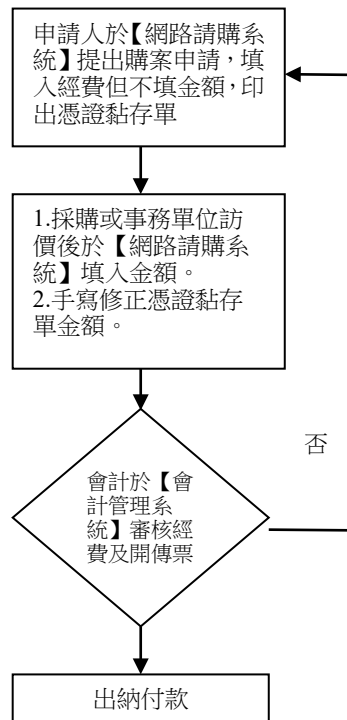 申請人於【網路請購系
統】提出購案申請，填
入經費但不填金額，印
出憑證黏存單
1.採購或事務單位訪
價後於【網路請購系
統】填入金額。
2.手寫修正憑證黏存
單金額。
否
會計於【會
計管理系
統】審核經
費及開傳票
出納付款